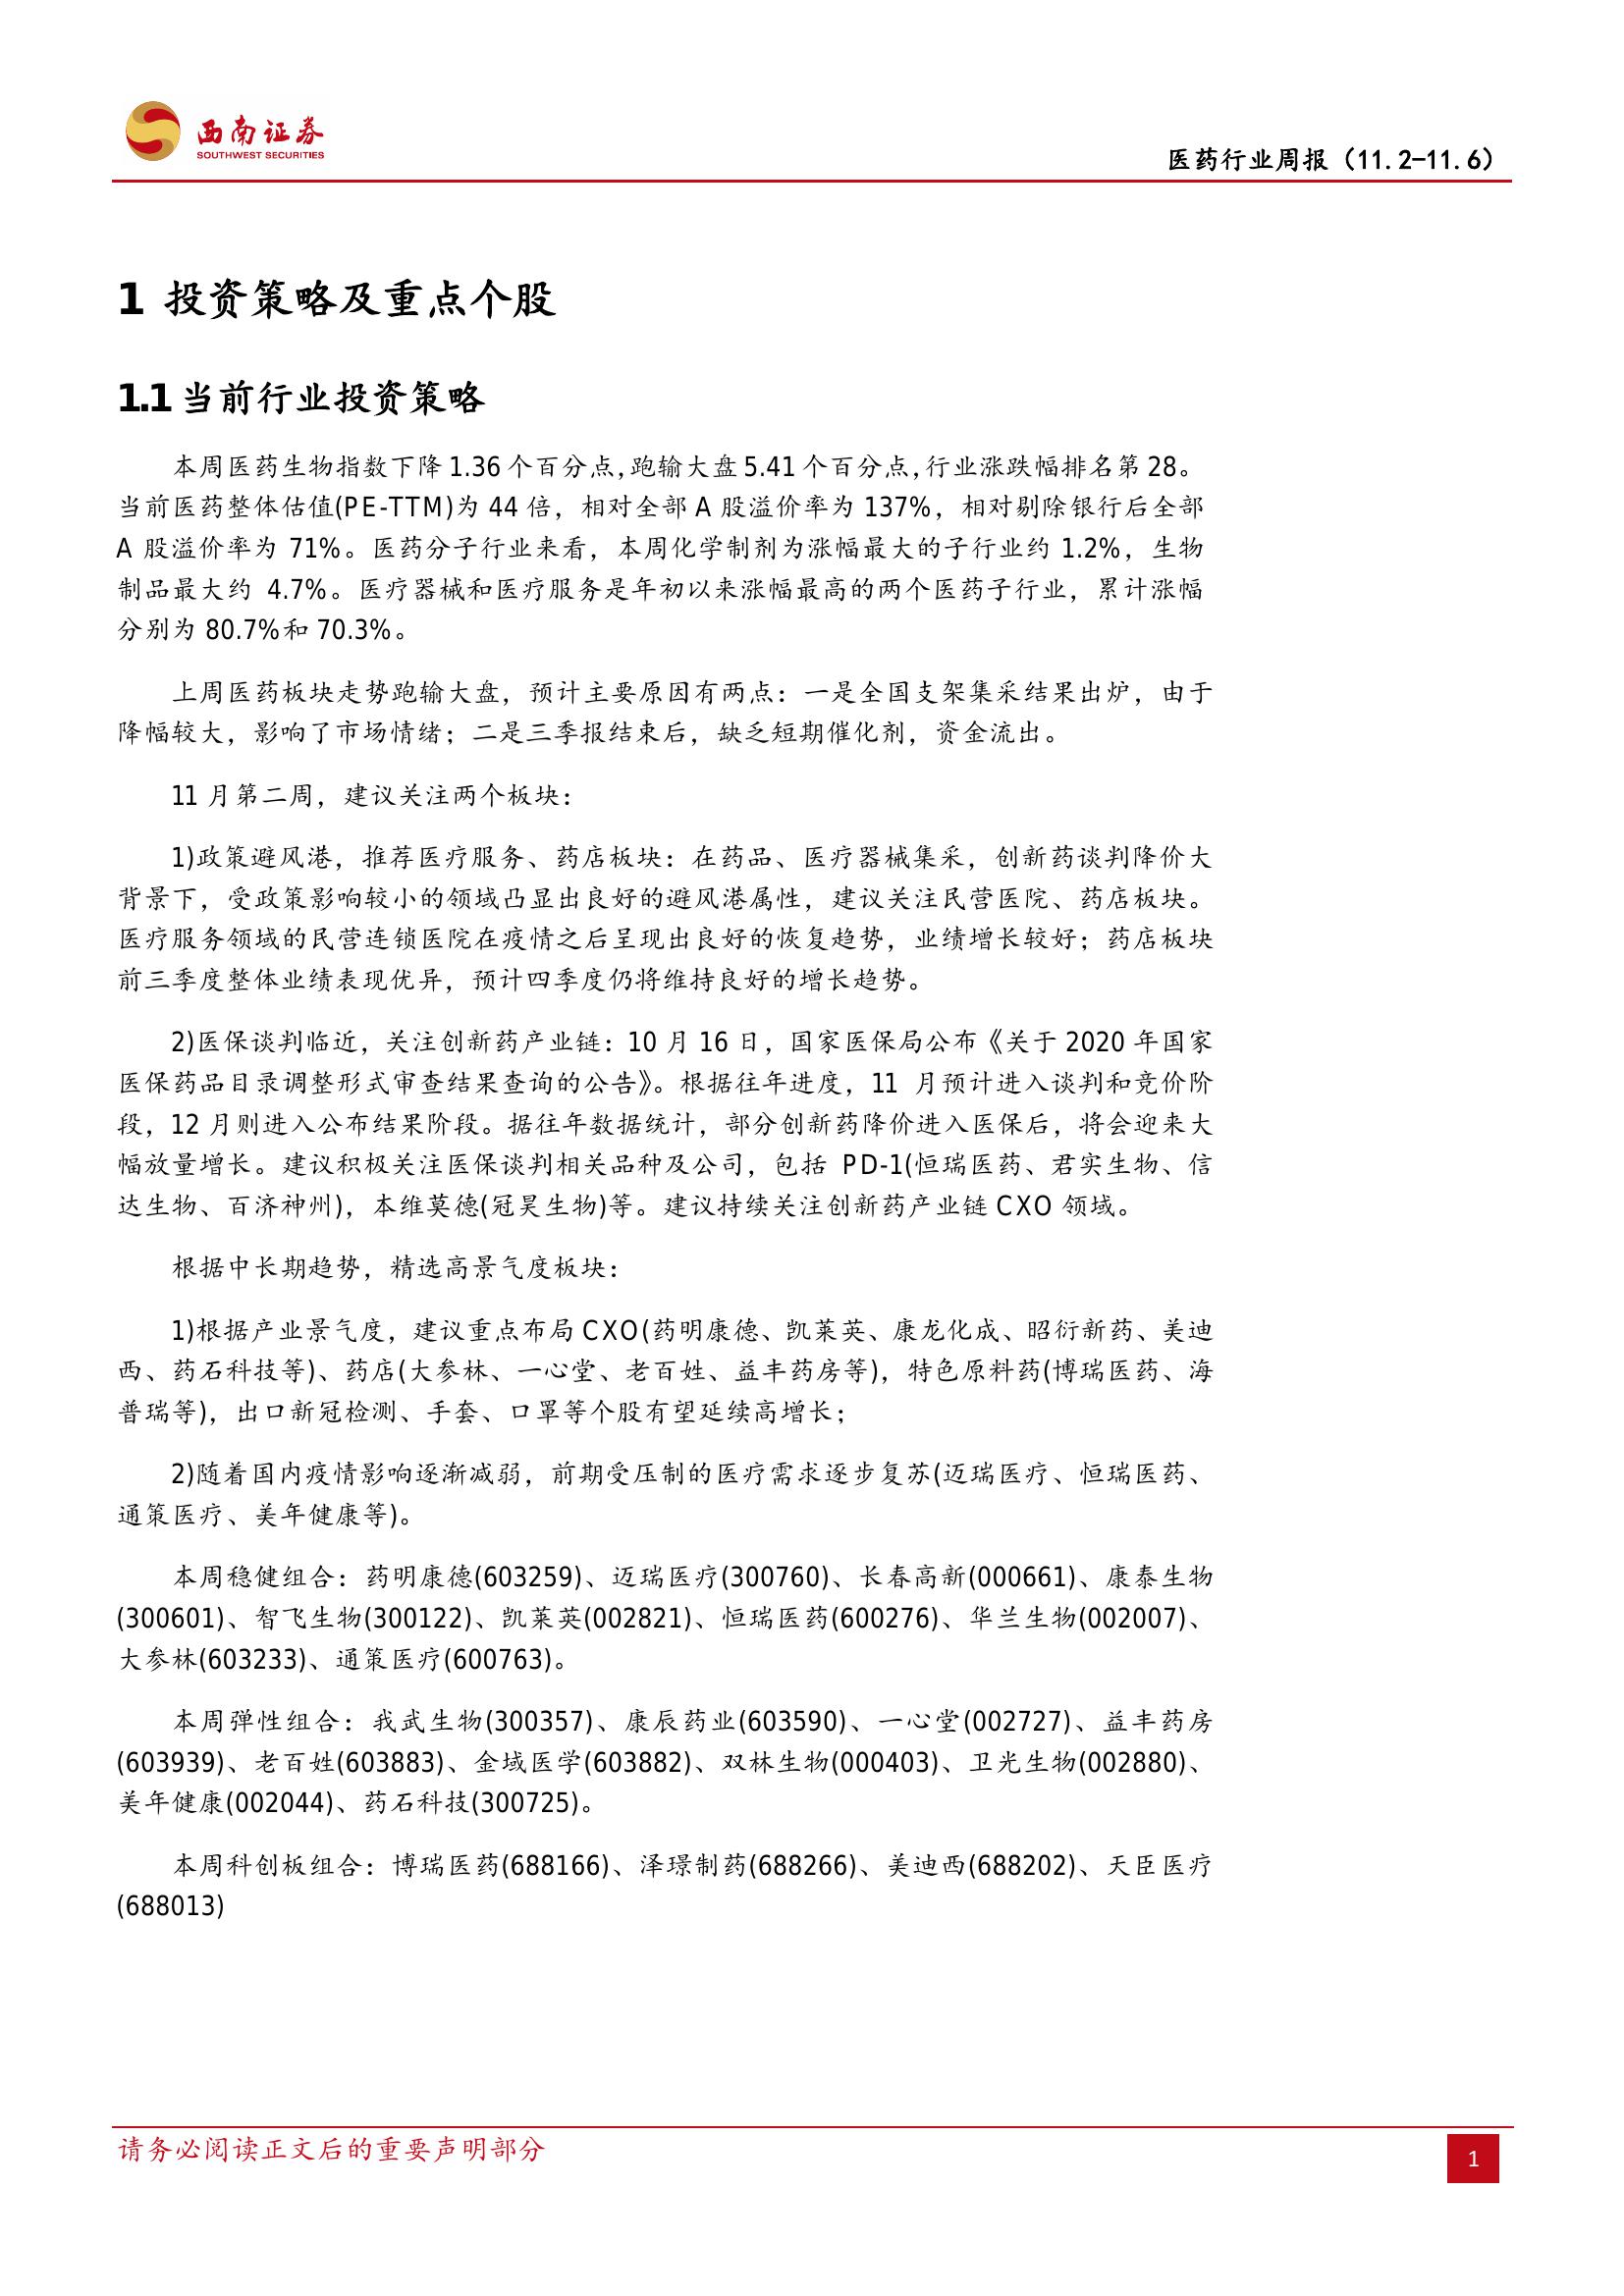 西南证券
SOUTHWEST SECURITIES
医药行业周报（11.2-11.6）
1 投资策略及重点个股
1.1 当前行业投资策略
本周医药生物指数下降 1.36 个百分点,跑输大盘 5.41 个百分点,行业涨跌幅排名第 28。
当前医药整体估值(PE-TTM)为 44 倍，相对全部 A 股溢价率为 137%，相对剔除银行后全部
A 股溢价率为 71%。医药分子行业来看，本周化学制剂为涨幅最大的子行业约 1.2%，生物
制品最大约 4.7%。医疗器械和医疗服务是年初以来涨幅最高的两个医药子行业，累计涨幅
分别为 80.7%和 70.3%。
上周医药板块走势跑输大盘，预计主要原因有两点：一是全国支架集采结果出炉，由于
降幅较大，影响了市场情绪；二是三季报结束后，缺乏短期催化剂，资金流出。
11 月第二周，建议关注两个板块：
1)政策避风港，推荐医疗服务、药店板块：在药品、医疗器械集采，创新药谈判降价大
背景下，受政策影响较小的领域凸显出良好的避风港属性，建议关注民营医院、药店板块。
医疗服务领域的民营连锁医院在疫情之后呈现出良好的恢复趋势，业绩增长较好；药店板块
前三季度整体业绩表现优异，预计四季度仍将维持良好的增长趋势。
2)医保谈判临近，关注创新药产业链：10 月 16 日，国家医保局公布《关于 2020 年国家
医保药品目录调整形式审查结果查询的公告》。根据往年进度，11 月预计进入谈判和竞价阶
段，12 月则进入公布结果阶段。据往年数据统计，部分创新药降价进入医保后，将会迎来大
幅放量增长。建议积极关注医保谈判相关品种及公司，包括 PD-1(恒瑞医药、君实生物、信
达生物、百济神州)，本维莫德(冠昊生物)等。建议持续关注创新药产业链 CXO 领域。
根据中长期趋势，精选高景气度板块：
1)根据产业景气度，建议重点布局 CXO(药明康德、凯莱英、康龙化成、昭衍新药、美迪
西、药石科技等)、药店(大参林、一心堂、老百姓、益丰药房等)，特色原料药(博瑞医药、海
普瑞等)，出口新冠检测、手套、口罩等个股有望延续高增长；
2)随着国内疫情影响逐渐减弱，前期受压制的医疗需求逐步复苏(迈瑞医疗、恒瑞医药、
通策医疗、美年健康等)。
本周稳健组合：药明康德(603259)、迈瑞医疗(300760)、长春高新(000661)、康泰生物
(300601)、智飞生物(300122)、凯莱英(002821)、恒瑞医药(600276)、华兰生物(002007)、
大参林(603233)、通策医疗(600763)。
本周弹性组合：我武生物(300357)、康辰药业(603590)、一心堂(002727)、益丰药房
(603939)、老百姓(603883)、金域医学(603882)、双林生物(000403)、卫光生物(002880)、
美年健康(002044)、药石科技(300725)。
本周科创板组合：博瑞医药(688166)、泽璟制药(688266)、美迪西(688202)、天臣医疗
(688013)
请务必阅读正文后的重要声明部分
1